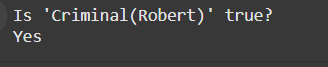 Is 'Criminal(Robert)' true?
Yes